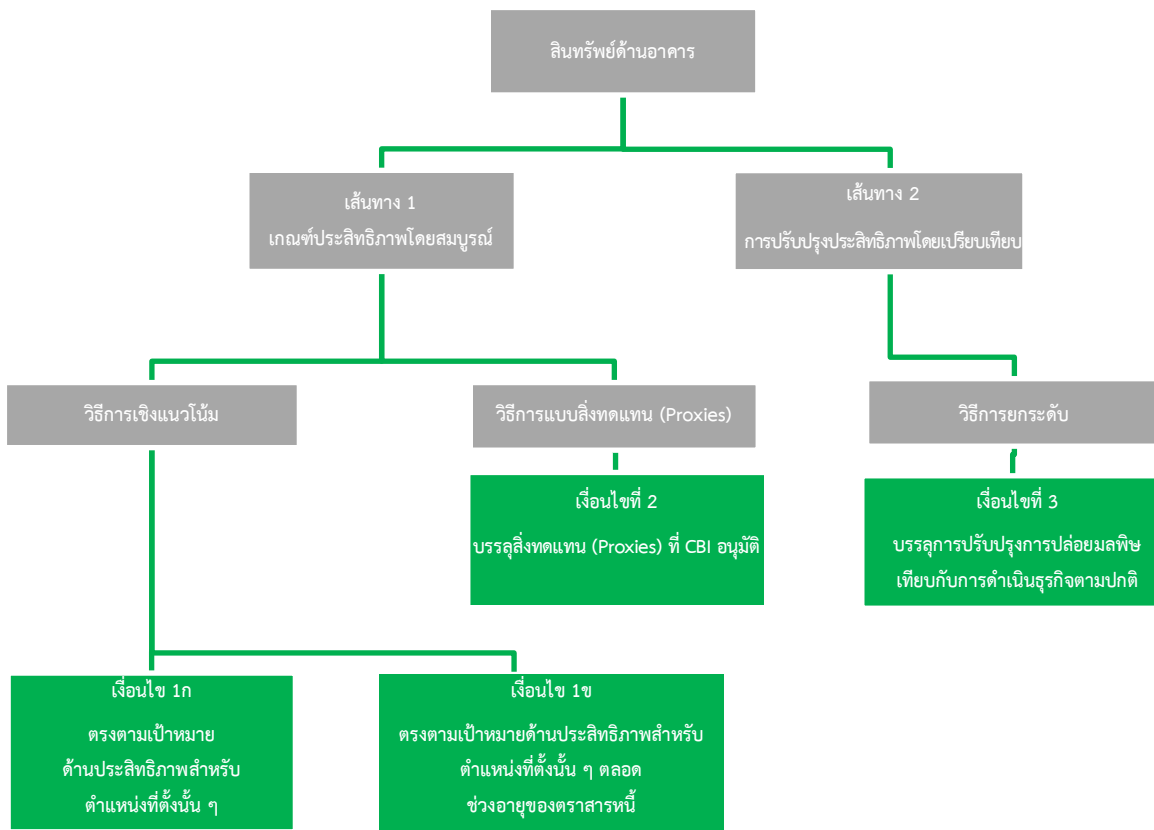 สินทรัพย์ด้านอาคาร
เส้นทาง 1
เกณฑ์ประสิทธิภาพโดยสมบูรณ์
เส้นทาง 2
การปรับปรุงประสิทธิภาพโดยเปรียบเทียบ
วิธีการเชิงแนวโน้ม
วิธีการแบบสิ่งทดแทน (Proxies)
วิธีการยกระดับ
เงื่อนไขที่ 2
บรรลุสิ่งทดแทน (Proxies) ที่ CBI อนุมัติ
เงื่อนไขที่ 3
บรรลุการปรับปรุงการปล่อยมลพิษ
เทียบกับการดำเนินธุรกิจตามปกติ
เงื่อนไข 1ก
ตรงตามเป้าหมาย
ด้านประสิทธิภาพสำหรับ
ตำแหน่งที่ตั้งนั้น ๆ
เงื่อนไข 1ข
ตรงตามเป้าหมายด้านประสิทธิภาพสำหรับ
ตำแหน่งที่ตั้งนั้น ๆ ตลอด
ช่วงอายุของตราสารหนี้